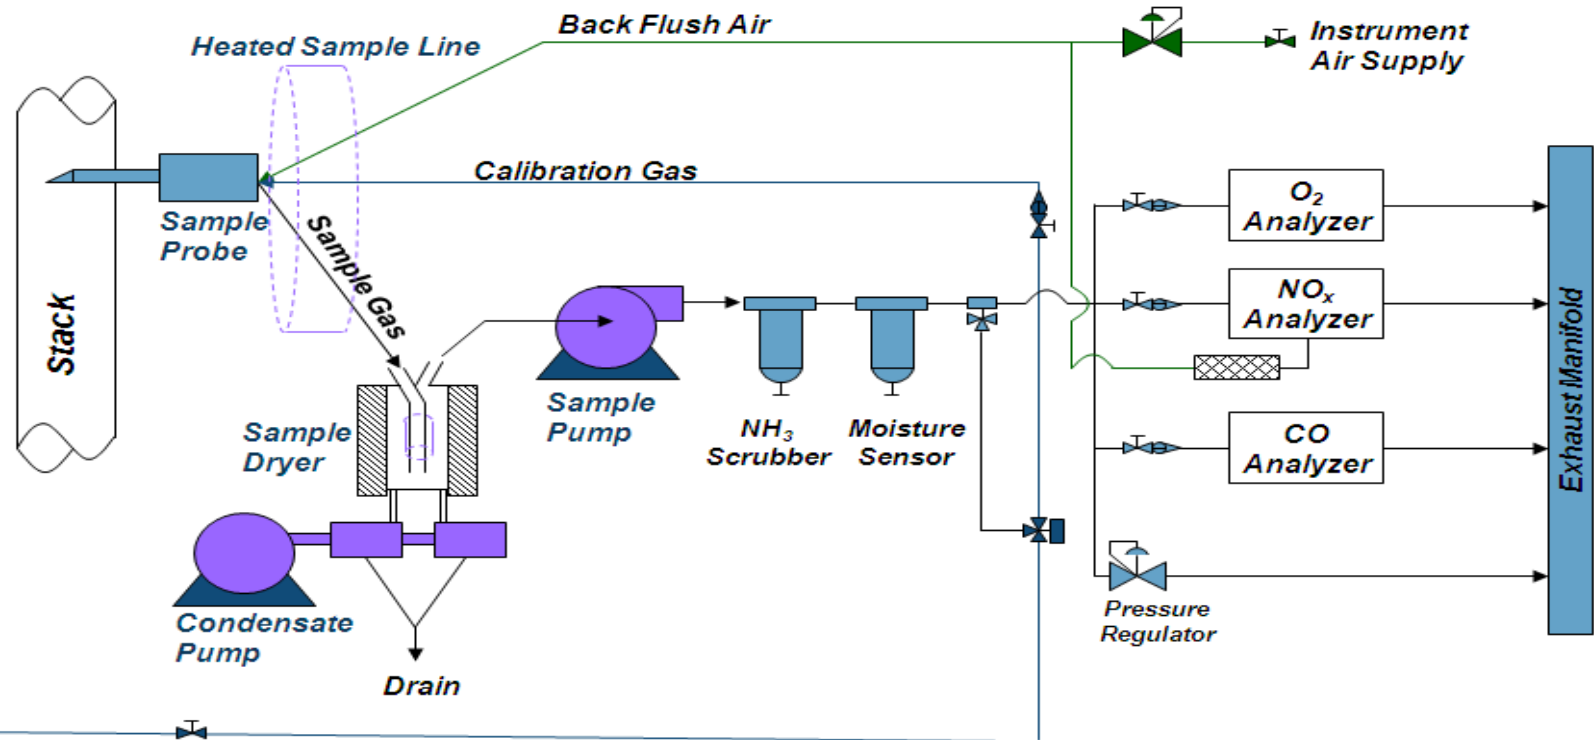 Back Flush Air
Instrument
Air Supply
Heated Sample Line
Calibration Gas
Sample
Probe
Sample Gas
Stack
O2
Analyzer
NOx
Analyzer
CO
Analyzer
Exhaust Manifold
Sample
Pump
NH3
Scrubber
Moisture
Sensor
Sample
Dryer
Pressure
Regulator
Condensate
Pump
Drain